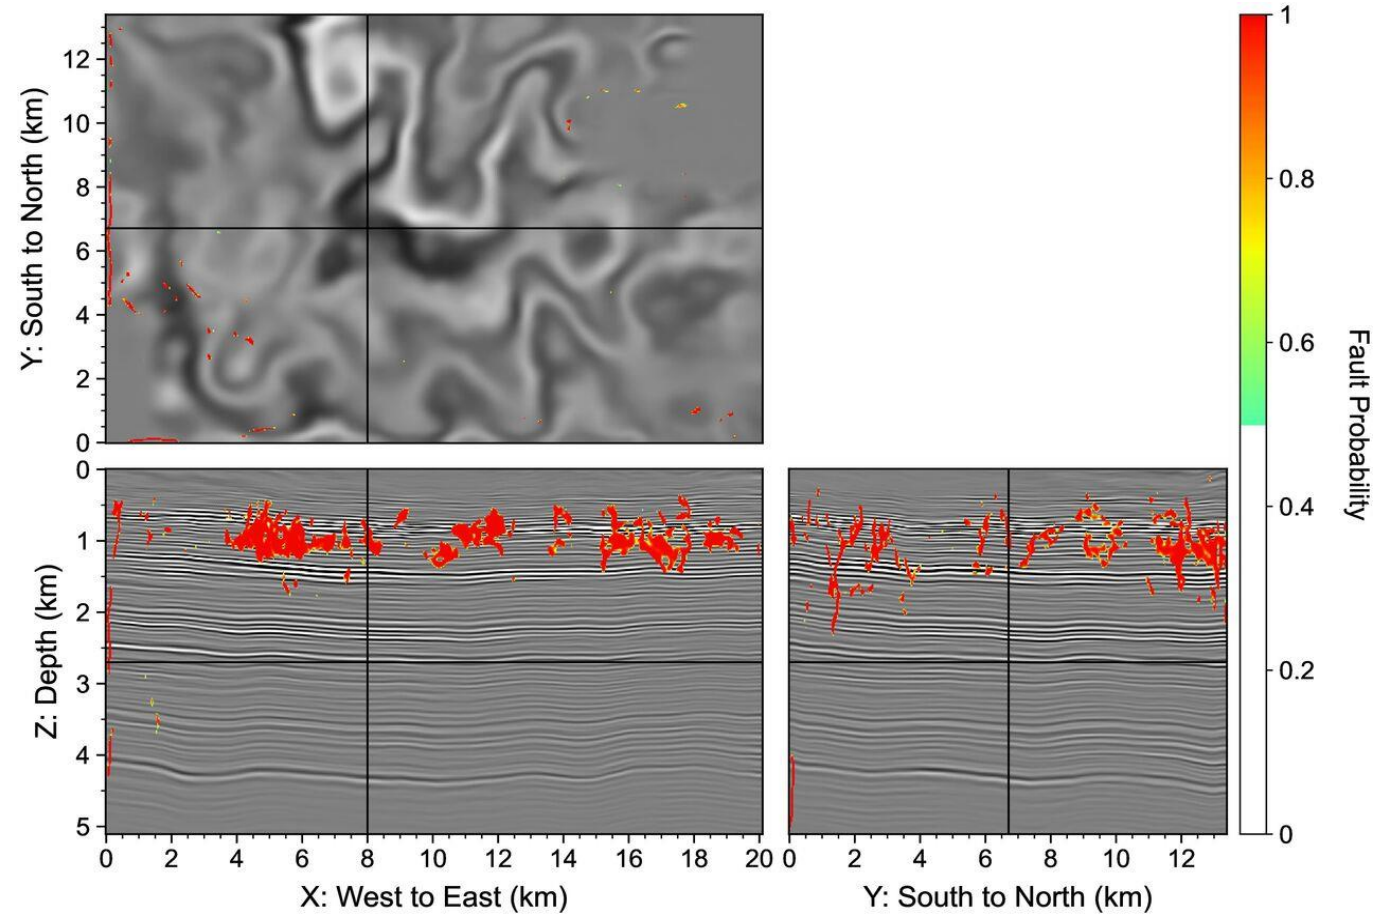 Y: South to North (km)
12
10
8
6
4
2
0
Z: Depth (km)
0
1
2
3
4
5
0 2 4 6 8 10 12 14 16 18 20
X: West to East (km)
0 2 4 6 8 10 12
Y: South to North (km)
1
0.8
0.6
0.4
0.2
0
Fault Probability